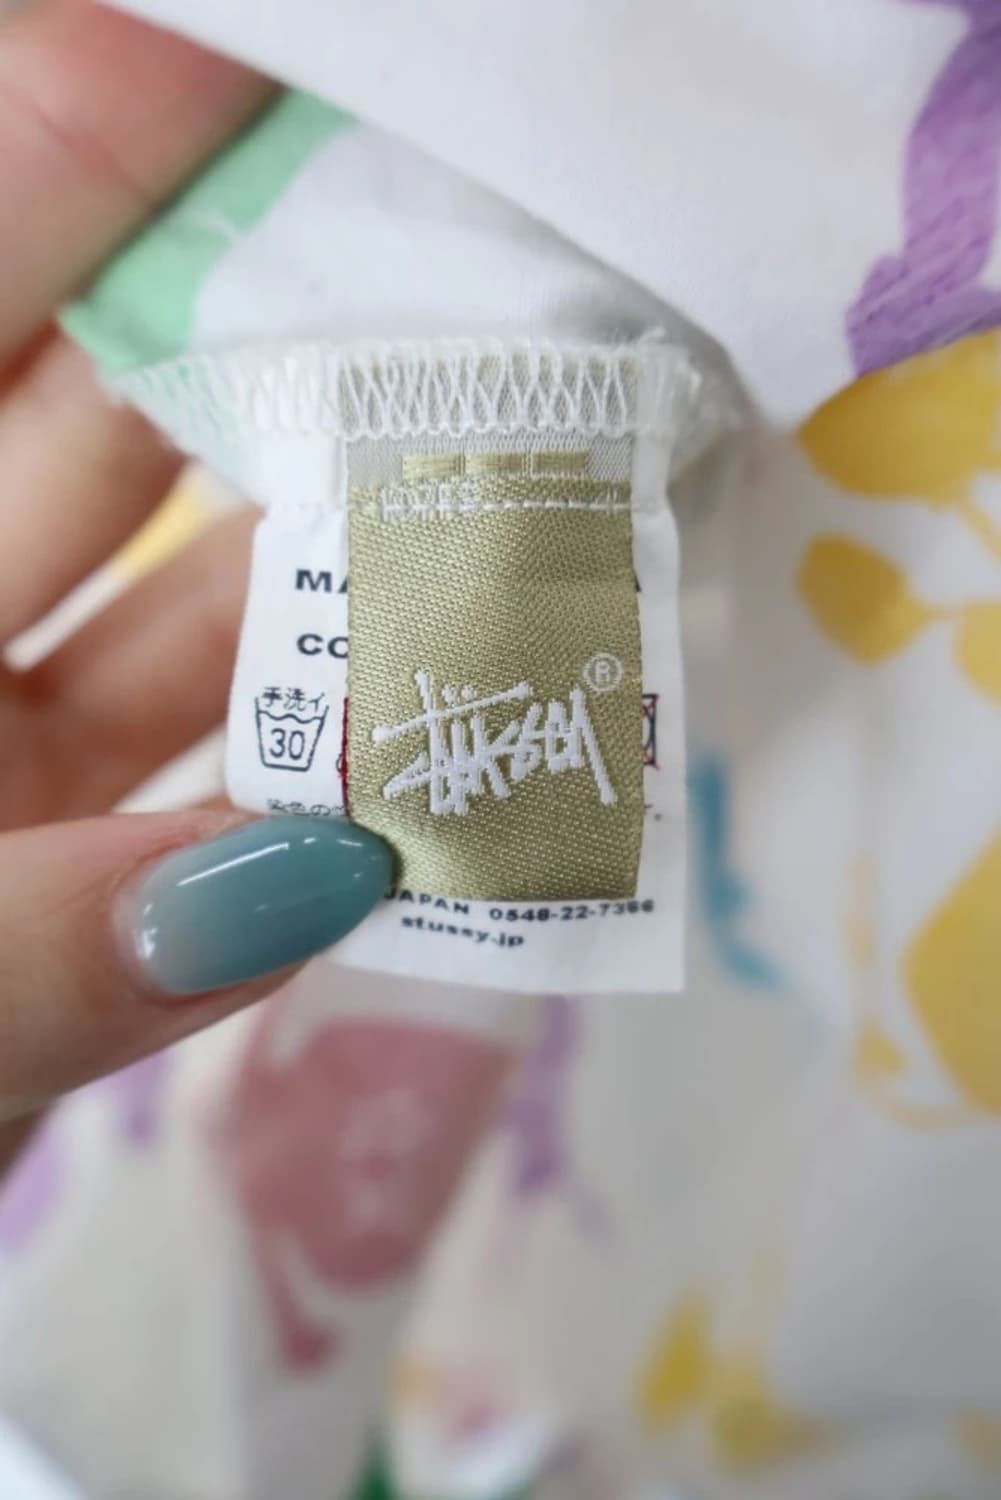 MA
CO
手洗イ
30
stüssy®
JAPAN 0548-22-7366
stussy.jp